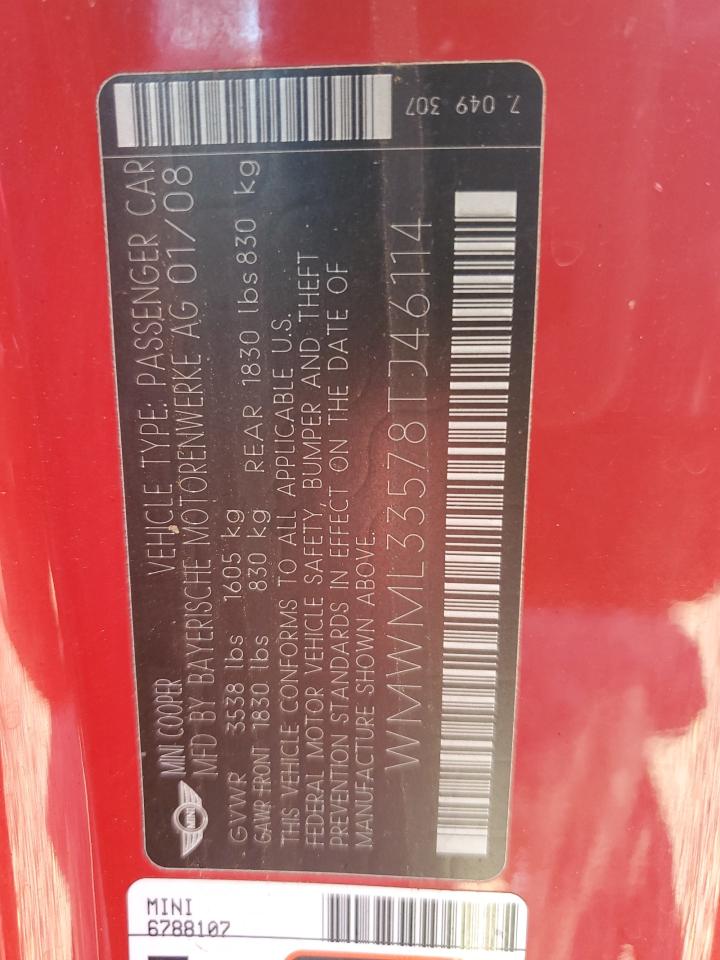 7. 049 307
MINI COOPER VEHICLE TYPE: PASSENGER CAR
MFD BY BAYERISCHE MOTORENWERKE AG 01/08
GVWR 3538 lbs 1605 kg
GAWR FRONT 1830 lbs 830 kg REAR 1830 lbs 830 kg
THIS VEHICLE CONFORMS TO ALL APPLICABLE U.S.
FEDERAL MOTOR VEHICLE SAFETY, BUMPER AND THEFT
PREVENTION STANDARDS IN EFFECT ON THE DATE OF
MANUFACTURE SHOWN ABOVE.
WMWML33578TJ46114
MINI
MINI
6788107